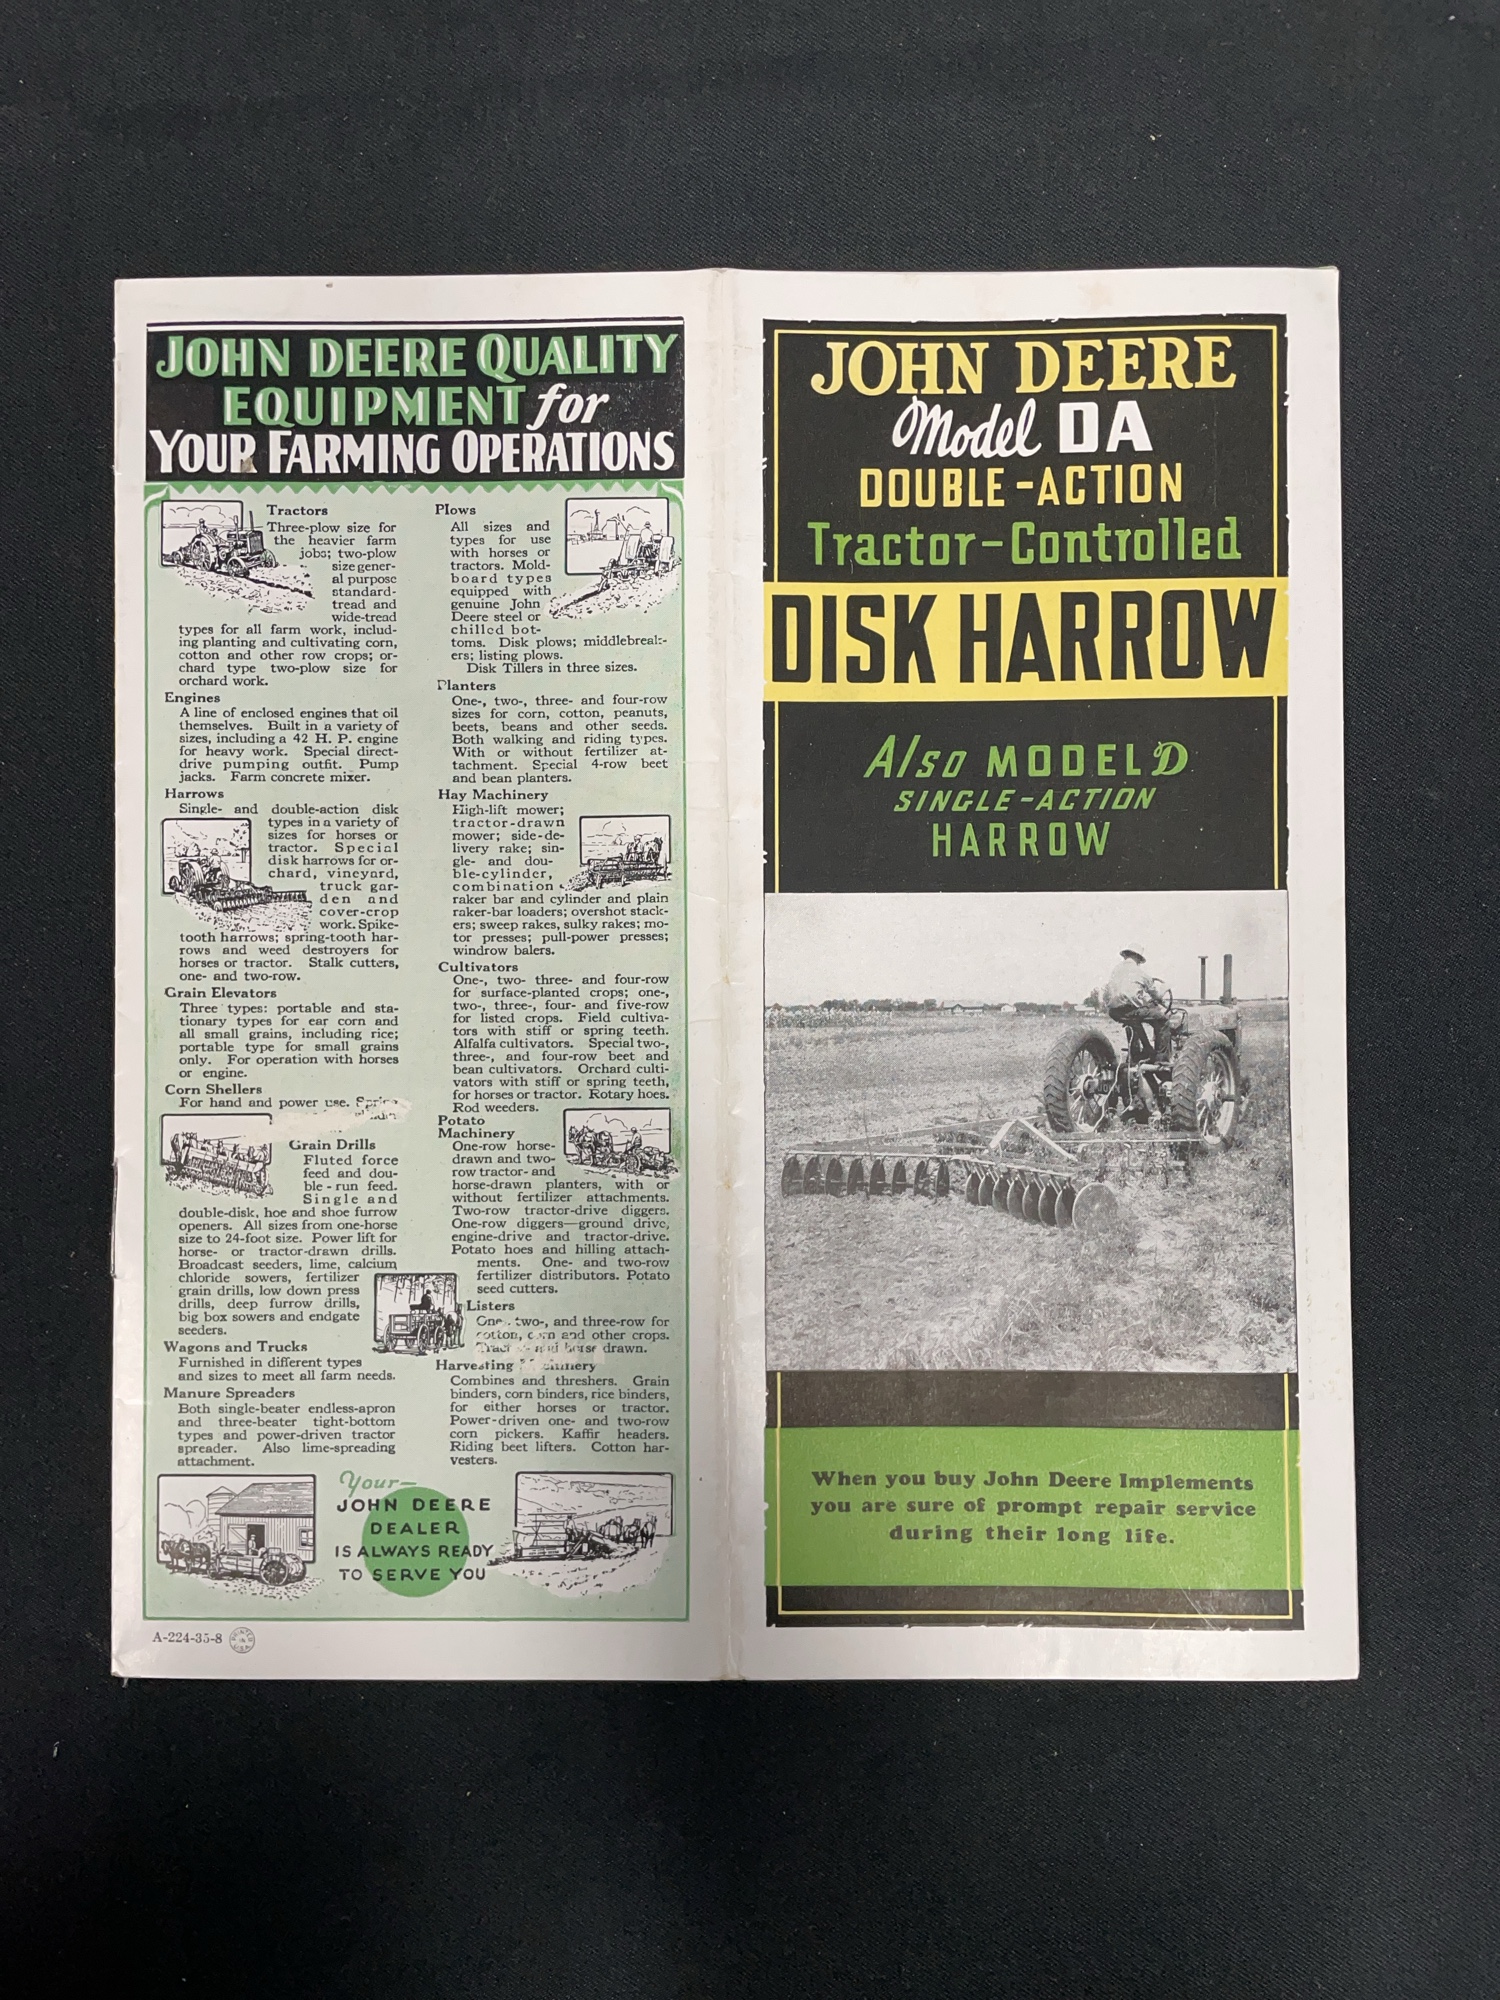 JOHN DEERE QUALITY
EQUIPMENT for
YOUR FARMING OPERATIONS
Tractors
Three-plow size for
the heavier farm
jobs; two-plow
size gener-
al purpose
standard-
tread and
wide-tread
types for all farm work, includ-
ing planting and cultivating corn,
cotton and other row crops; or-
chard type two-plow size for
orchard work.
Engines
A line of enclosed engines that oil
themselves. Built in a variety of
sizes, including a 42 H. P. engine
for heavy work. Special direct-
drive pumping outfit. Pump
jacks. Farm concrete mixer.
Harrows
Single- and double-action disk
types in a variety of
sizes for horses or
tractor. Special
disk harrows for or-
chard, vineyard,
truck gar-
den and
cover-crop
work. Spike-
tooth harrows; spring-tooth har-
rows and weed destroyers for
horses or tractor. Stalk cutters,
one- and two-row.
Grain Elevators
Three types: portable and sta-
tionary types for ear corn and
all small grains, including rice;
portable type for small grains
only. For operation with horses
or engine.
Corn Shellers
For hand and power use. Spring
Grain Drills
Fluted force
feed and dou-
ble-run feed.
Single and
double-disk, hoe and shoe furrow
openers. All sizes from one-horse
size to 24-foot size. Power lift for
horse- or tractor-drawn drills.
Broadcast seeders, lime, calcium
chloride sowers, fertilizer
grain drills, low down press
drills, deep furrow drills,
big box sowers and endgate
seeders.
Wagons and Trucks
Furnished in different types
and sizes to meet all farm needs.
Manure Spreaders
Both single-beater endless-apron
and three-beater tight-bottom
types and power-driven tractor
spreader. Also lime-spreading
attachment.
Plows
All sizes and
types for use
with horses or
tractors. Mold-
board types
equipped with
genuine John
Deere steel or
chilled bot-
toms. Disk plows; middlebreak-
ers; listing plows.
Disk Tillers in three sizes.
Planters
One-, two-, three- and four-row
sizes for corn, cotton, peanuts,
beets, beans and other seeds.
Both walking and riding types.
With or without fertilizer at-
tachment. Special 4-row beet
and bean planters.
Hay Machinery
High-lift mower;
tractor-drawn
mower; side-de-
livery rake; sin-
gle- and dou-
ble-cylinder,
combination
raker bar and cylinder and plain
raker-bar loaders; overshot stack-
ers; sweep rakes, sulky rakes; mo-
tor presses; pull-power presses;
windrow balers.
Cultivators
One-, two- three- and four-row
for surface-planted crops; one-,
two-, three-, four- and five-row
for listed crops. Field cultiva-
tors with stiff or spring teeth.
Alfalfa cultivators. Special two-,
three-, and four-row beet and
bean cultivators. Orchard culti-
vators with stiff or spring teeth,
for horses or tractor. Rotary hoes.
Rod weeders.
Potato
Machinery
One-row horse-
drawn and two-
row tractor- and
horse-drawn planters, with or
without fertilizer attachments.
Two-row tractor-drive diggers.
One-row diggers—ground drive,
engine-drive and tractor-drive.
Potato hoes and hilling attach-
ments. One- and two-row
fertilizer distributors. Potato
seed cutters.
Listers
One-, two-, and three-row for
cotton, corn and other crops.
Tractor- and horse drawn.
Harvesting Machinery
Combines and threshers. Grain
binders, corn binders, rice binders,
for either horses or tractor.
Power-driven one- and two-row
corn pickers. Kaffir headers.
Riding beet lifters. Cotton har-
vesters.
Your—
JOHN DEERE
DEALER
IS ALWAYS READY
TO SERVE YOU
A-224-35-8
PRINTED
IN
U.S.A.
JOHN DEERE
Model DA
DOUBLE-ACTION
Tractor-Controlled
DISK HARROW
Also MODEL D
SINGLE-ACTION
HARROW
When you buy John Deere Implements
you are sure of prompt repair service
during their long life.